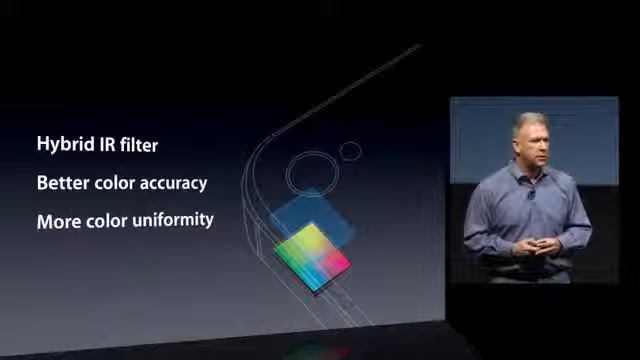 Hybrid IR filter
Better color accuracy
More color uniformity